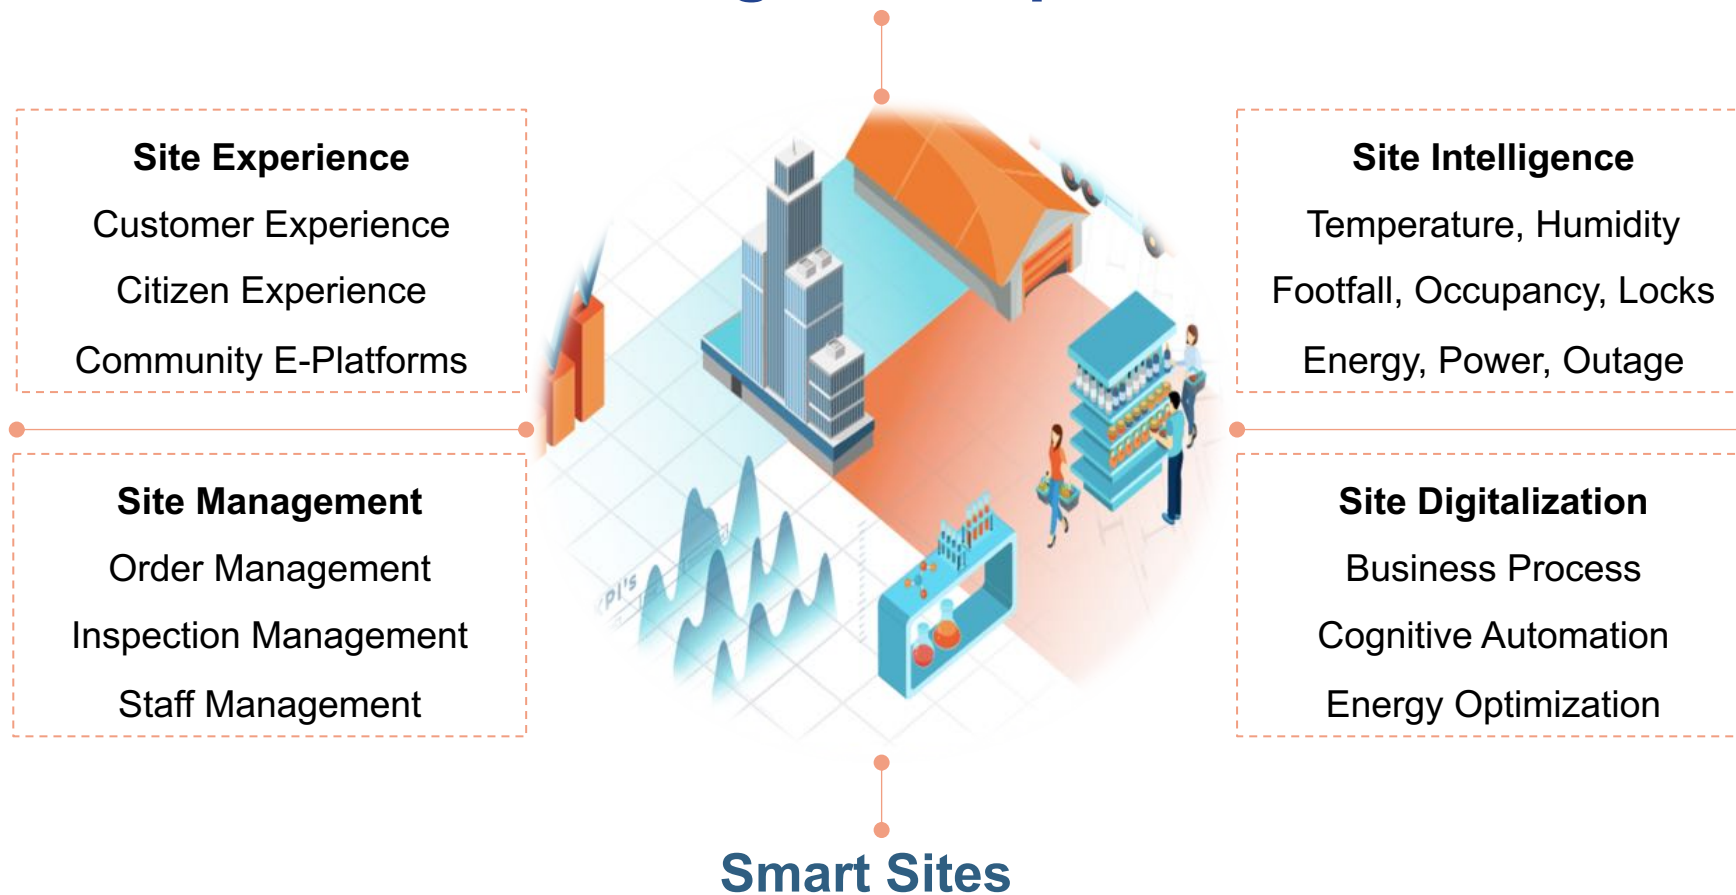 Site Experience
Customer Experience
Citizen Experience
Community E-Platforms
Site Intelligence
Temperature, Humidity
Footfall, Occupancy, Locks
Energy, Power, Outage
Site Management
Order Management
Inspection Management
Staff Management
Site Digitalization
Business Process
Cognitive Automation
Energy Optimization
Smart Sites